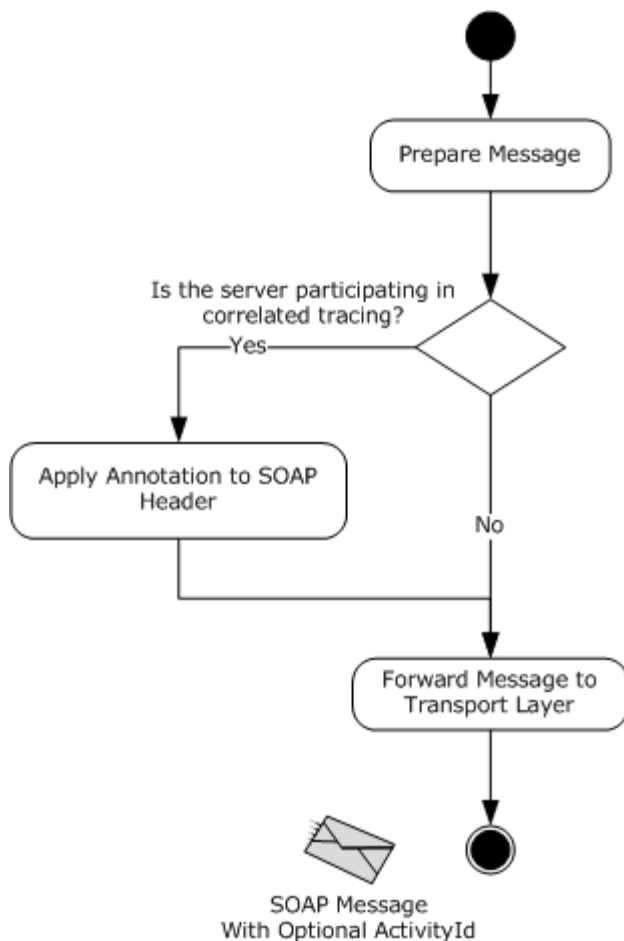 Prepare Message
Is the server participating in
correlated tracing?
Yes
Apply Annotation to SOAP
Header
No
Forward Message to
Transport Layer
SOAP Message
With Optional ActivityId